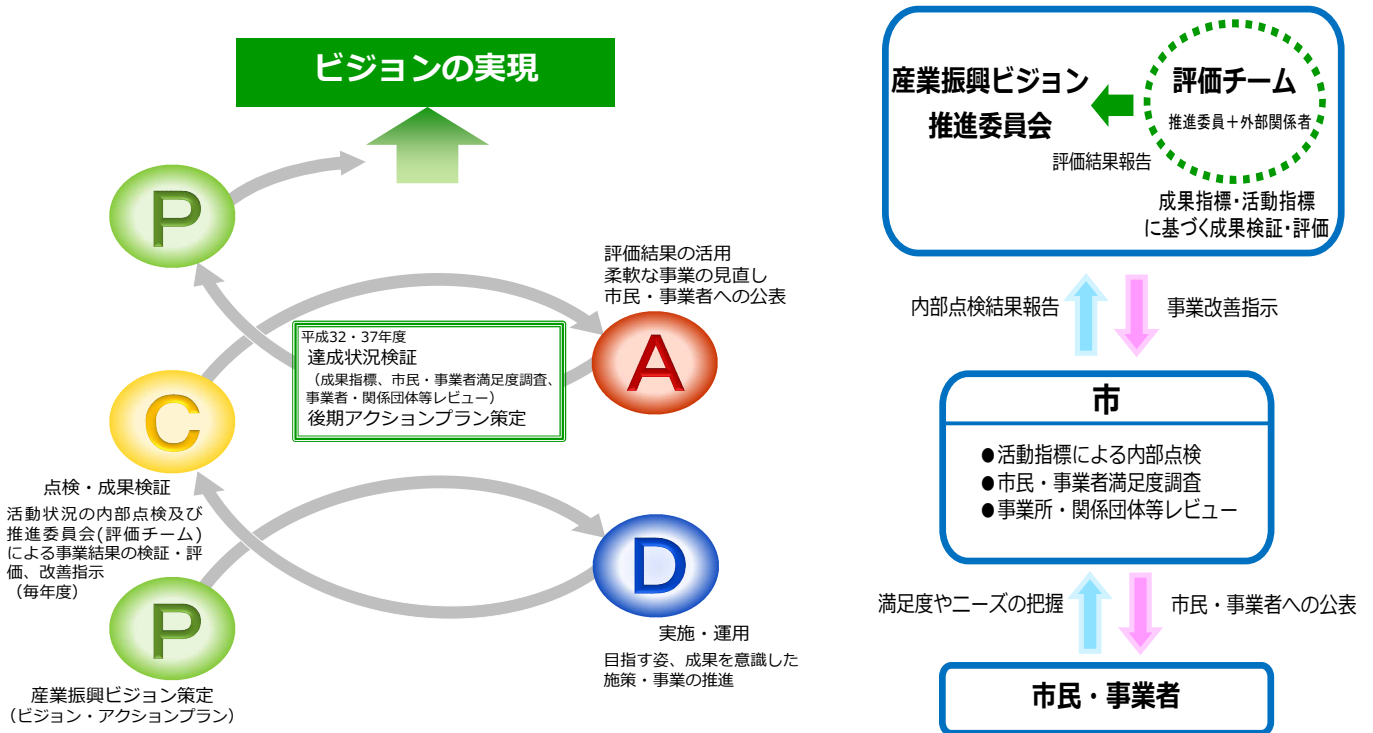 ビジョンの実現
P
評価結果の活用
柔軟な事業の見直し
市民・事業者への公表
A
平成32・37年度
達成状況検証
（成果指標、市民・事業者満足度調査、
事業者・関係団体等レビュー）
後期アクションプラン策定
C
点検・成果検証
活動状況の内部点検及び
推進委員会(評価チーム)
による事業結果の検証・評
価、改善指示
（毎年度）
D
実施・運用
目指す姿、成果を意識した
施策・事業の推進
P
産業振興ビジョン策定
（ビジョン・アクションプラン）
産業振興ビジョン
推進委員会
評価チーム
推進委員＋外部関係者
評価結果報告
成果指標・活動指標
に基づく成果検証・評価
内部点検結果報告
事業改善指示
市
●活動指標による内部点検
●市民・事業者満足度調査
●事業所・関係団体等レビュー
満足度やニーズの把握
市民・事業者への公表
市民・事業者